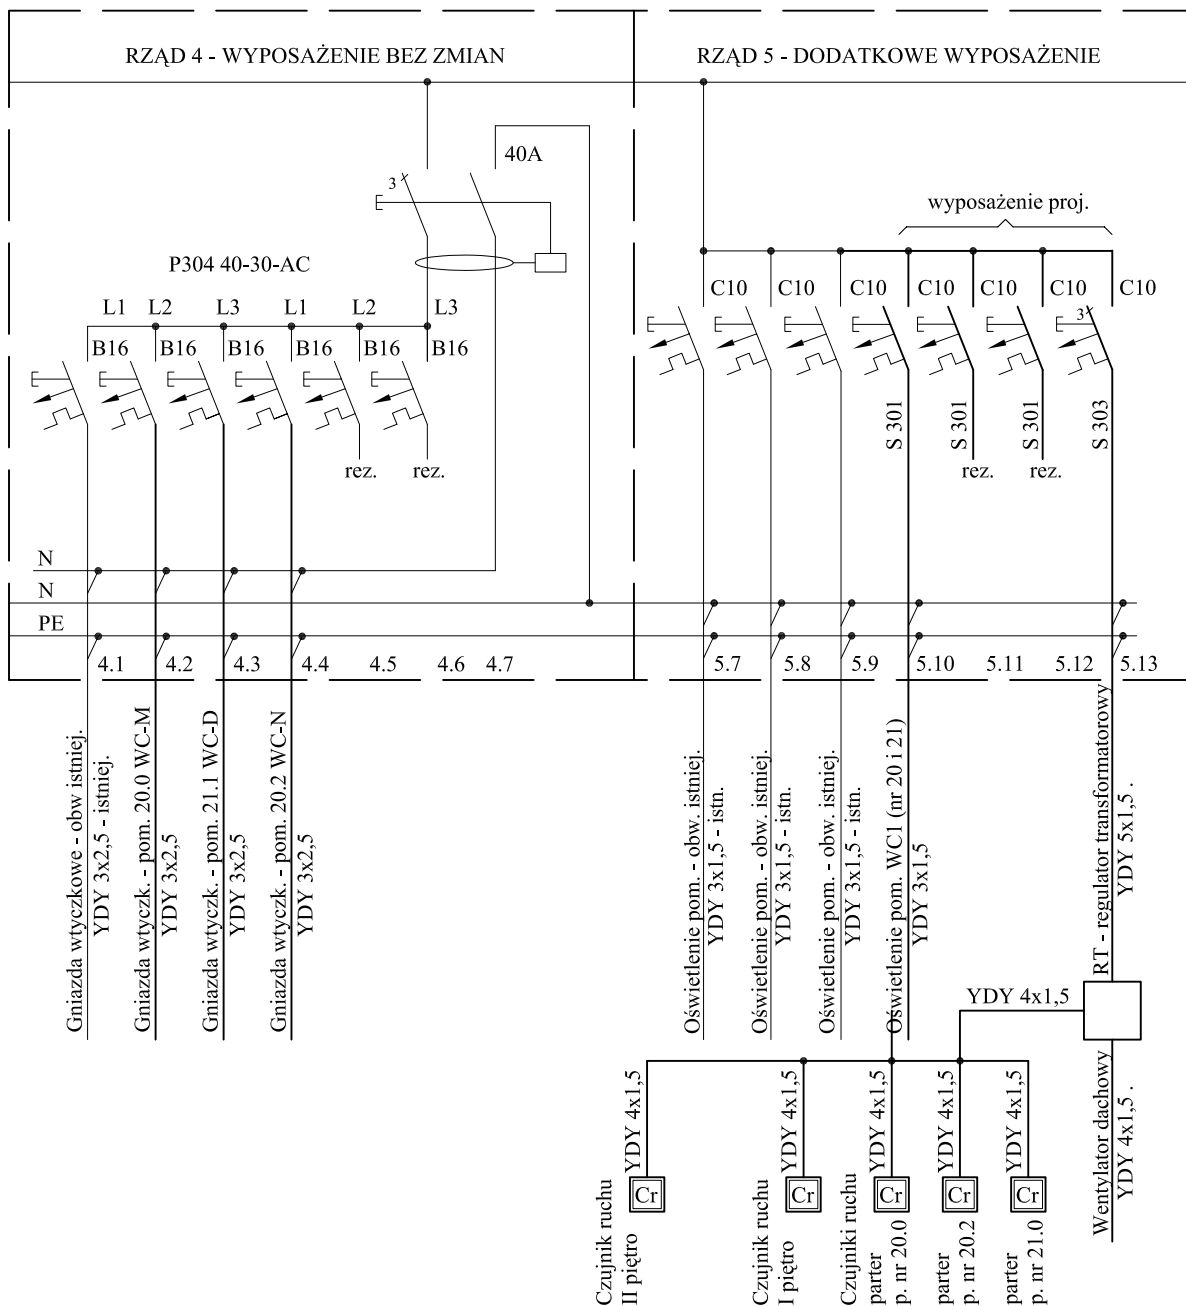 RZĄD 4 - WYPOSAŻENIE BEZ ZMIAN
RZĄD 5 - DODATKOWE WYPOSAŻENIE
40A
3
wyposażenie proj.
P304 40-30-AC
L1
L2
L3
L1
L2
L3
C10
C10
C10
C10
C10
C10
C10
3
B16
B16
B16
B16
B16
B16
S 301
S 301
S 301
S 303
rez.
rez.
rez.
rez.
N
N
PE
4.1
4.2
4.3
4.4
4.5
4.6
4.7
5.7
5.8
5.9
5.10
5.11
5.12
5.13
Gniazda wtyczkowe - obw istniej.
YDY 3x2,5 - istniej.
Gniazda wtyczk. - pom. 20.0 WC-M
YDY 3x2,5
Gniazda wtyczk. - pom. 21.1 WC-D
YDY 3x2,5
Gniazda wtyczk. - pom. 20.2 WC-N
YDY 3x2,5
Oświetlenie pom. - obw. istniej.
YDY 3x1,5 - istn.
Oświetlenie pom. - obw. istniej.
YDY 3x1,5 - istn.
Oświetlenie pom. - obw. istniej.
YDY 3x1,5 - istn.
Oświetlenie pom. WC1 (nr 20 i 21)
YDY 3x1,5
RT - regulator transformatorowy
YDY 5x1,5 .
YDY 4x1,5
Wentylator dachowy
YDY 4x1,5 .
YDY 4x1,5
YDY 4x1,5
YDY 4x1,5
YDY 4x1,5
YDY 4x1,5
Cr
Cr
Cr
Cr
Cr
Czujnik ruchu
II piętro
Czujnik ruchu
I piętro
Czujniki ruchu
parter
p. nr 20.0
parter
p. nr 20.2
parter
p. nr 21.0